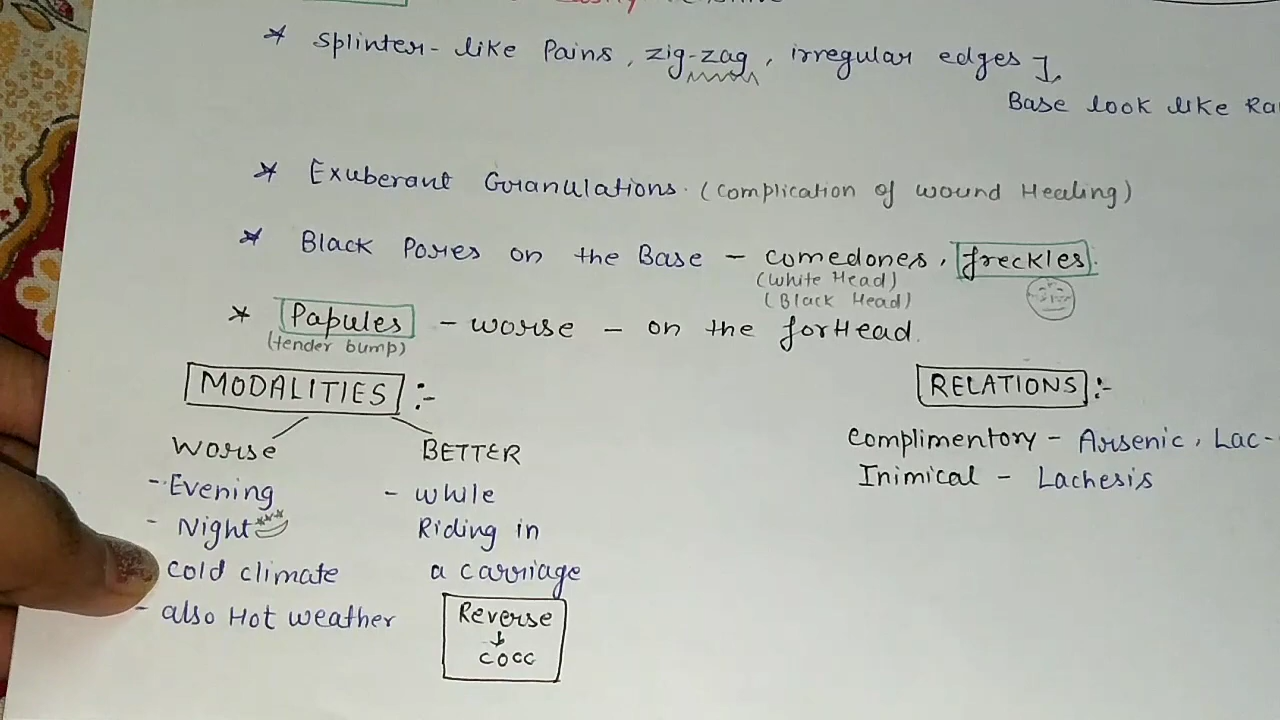 * Splinter-like Pains, zig-zag, irregular edges ],
Base look like Ra
* Exuberant Granulations. (Complication of wound Healing)
* Black Pores on the Base - comedones, freckles.
(White Head)
(Black Head)
* Papules - worse - on the forHead.
(tender bump)
MODALITIES :-
worse
- Evening
- Night
cold climate
- also Hot weather
BETTER
- while
Riding in
a carriage
Reverse
↓
COCC
RELATIONS :-
Complimentory - Arsenic, Lac-
Inimical - Lachesis